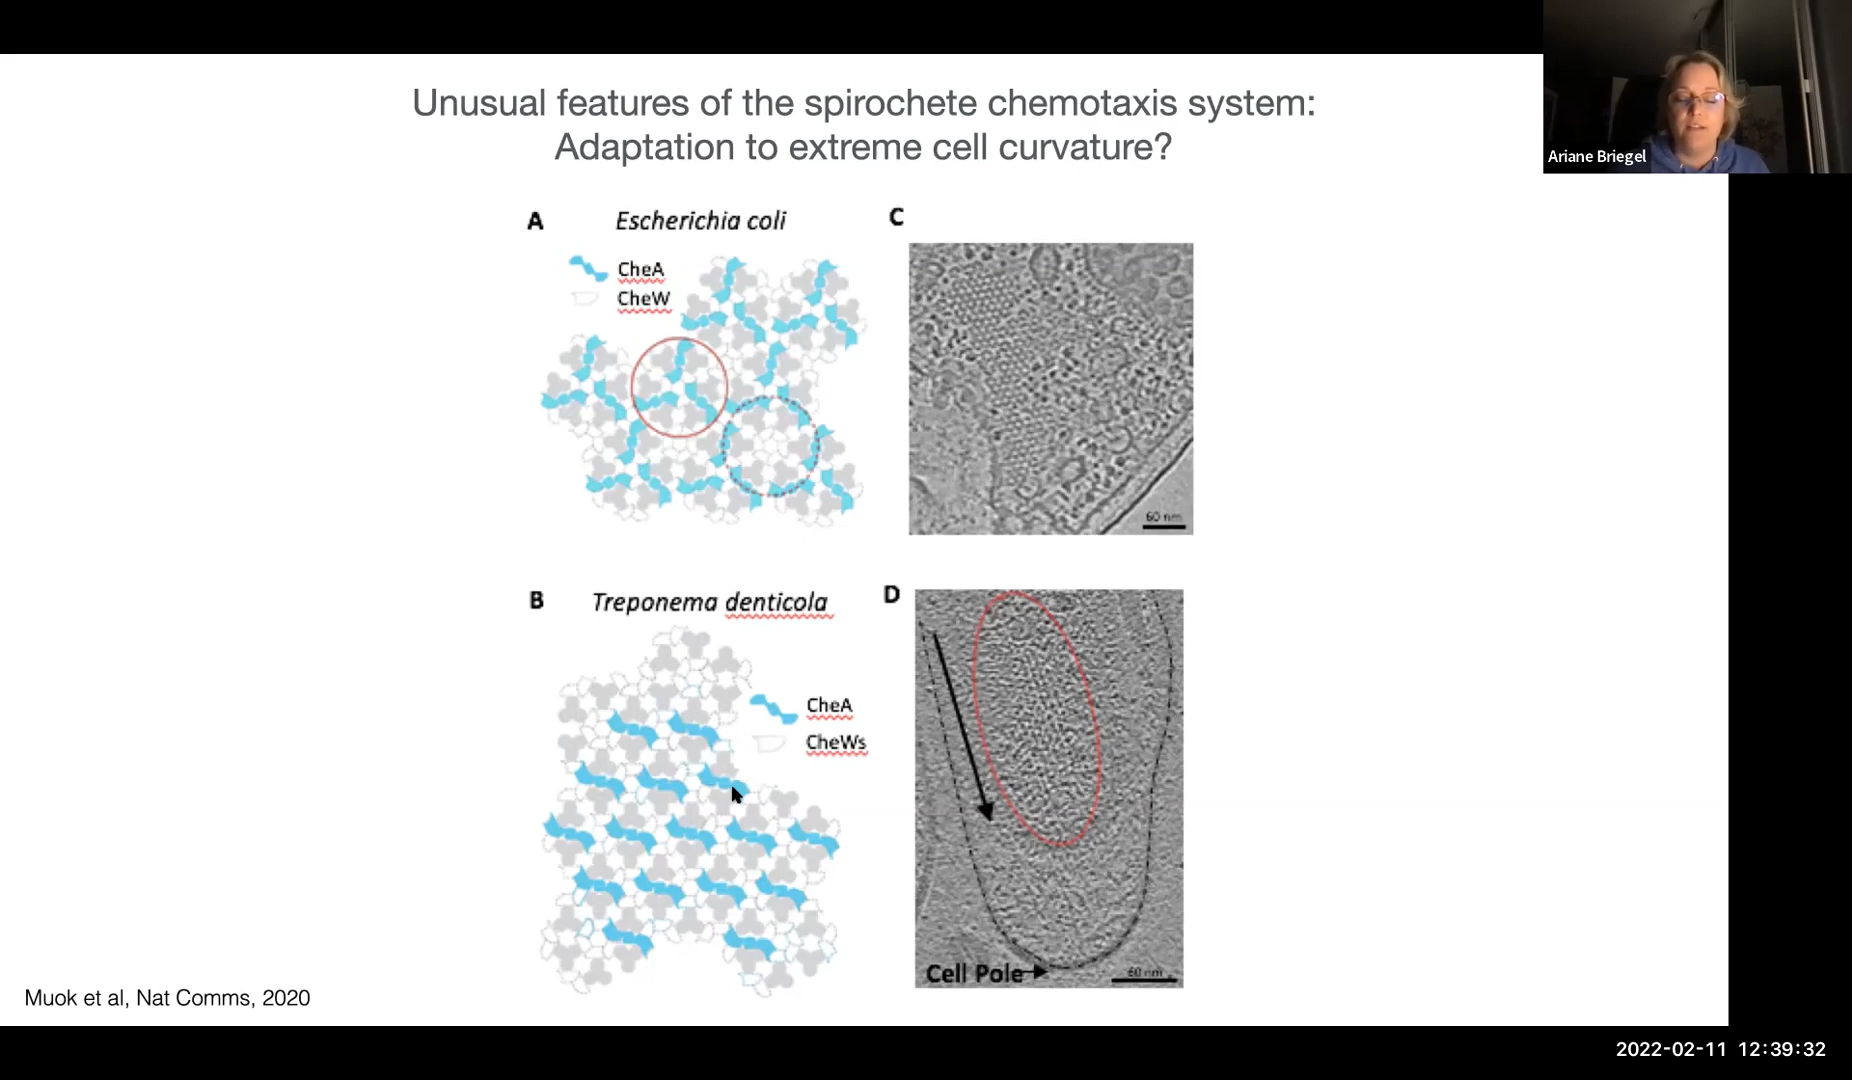 Unusual features of the spirochete chemotaxis system:
Adaptation to extreme cell curvature?
Ariane Briegel
A
Escherichia coli
CheA
CheW
C
60 nm
B
Treponema denticola
CheA
CheWs
D
Cell Pole
60 nm
Muok et al, Nat Comms, 2020
2022-02-11 12:39:32